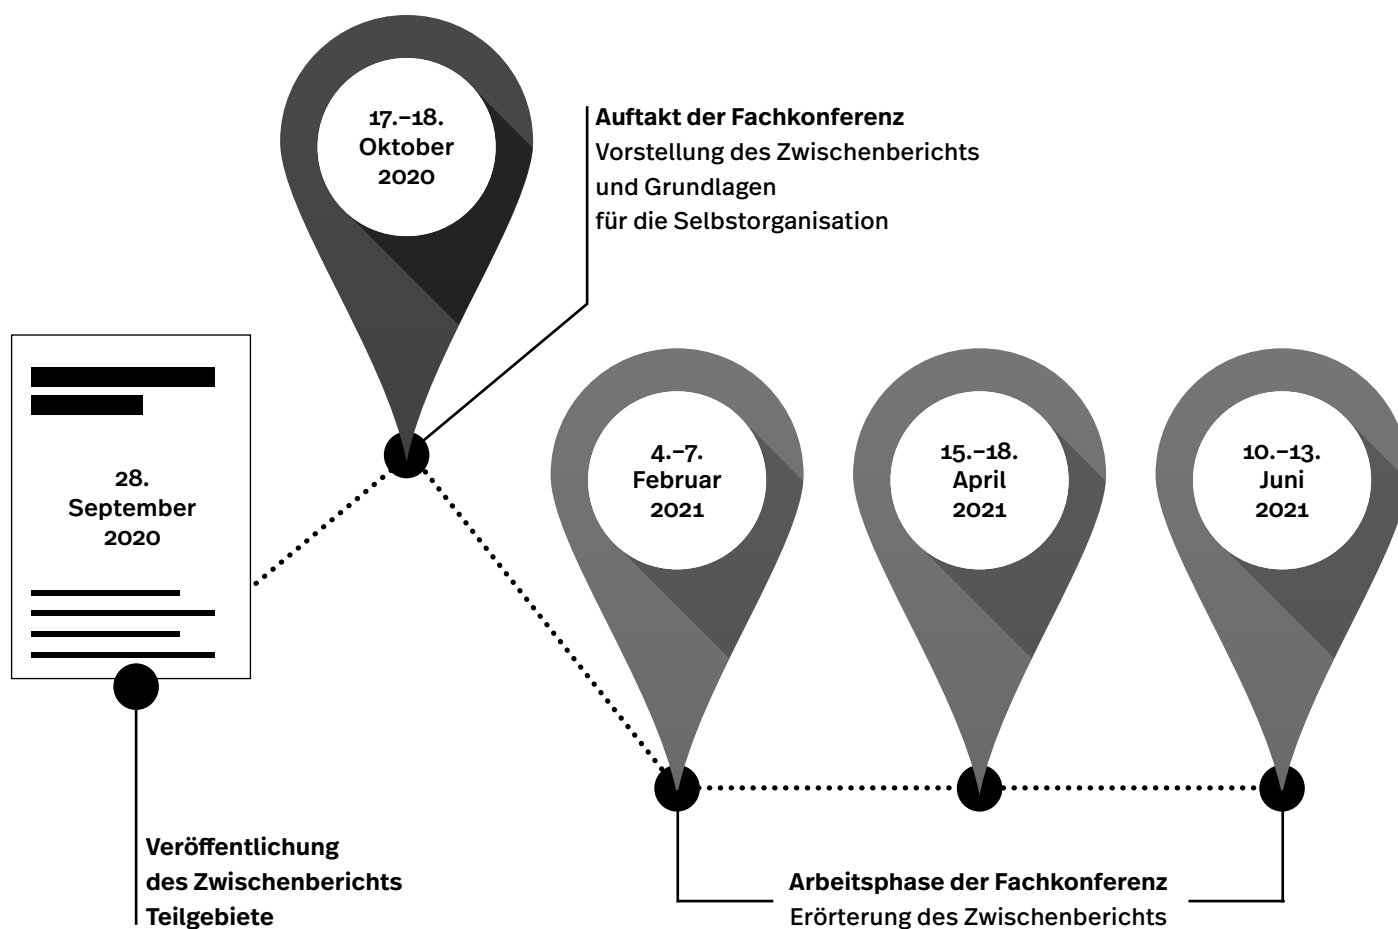 17.–18.
Oktober
2020
Auftakt der Fachkonferenz
Vorstellung des Zwischenberichts
und Grundlagen
für die Selbstorganisation
28.
September
2020
4.–7.
Februar
2021
15.–18.
April
2021
10.–13.
Juni
2021
Veröffentlichung
des Zwischenberichts
Teilgebiete
Arbeitsphase der Fachkonferenz
Erörterung des Zwischenberichts